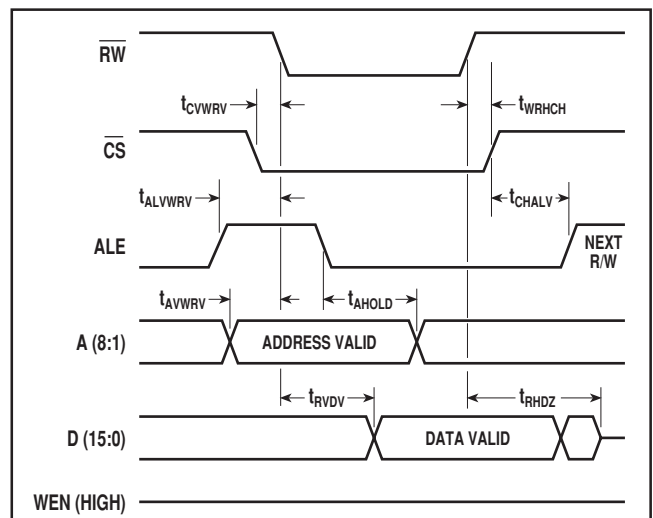 RW
tCVWRV
tWRHCH
CS
tALVWRV
tCHALV
ALE
NEXT
R/W
tAVWRV
tAHOLD
A (8:1)
ADDRESS VALID
tRVDV
tRHDZ
D (15:0)
DATA VALID
WEN (HIGH)